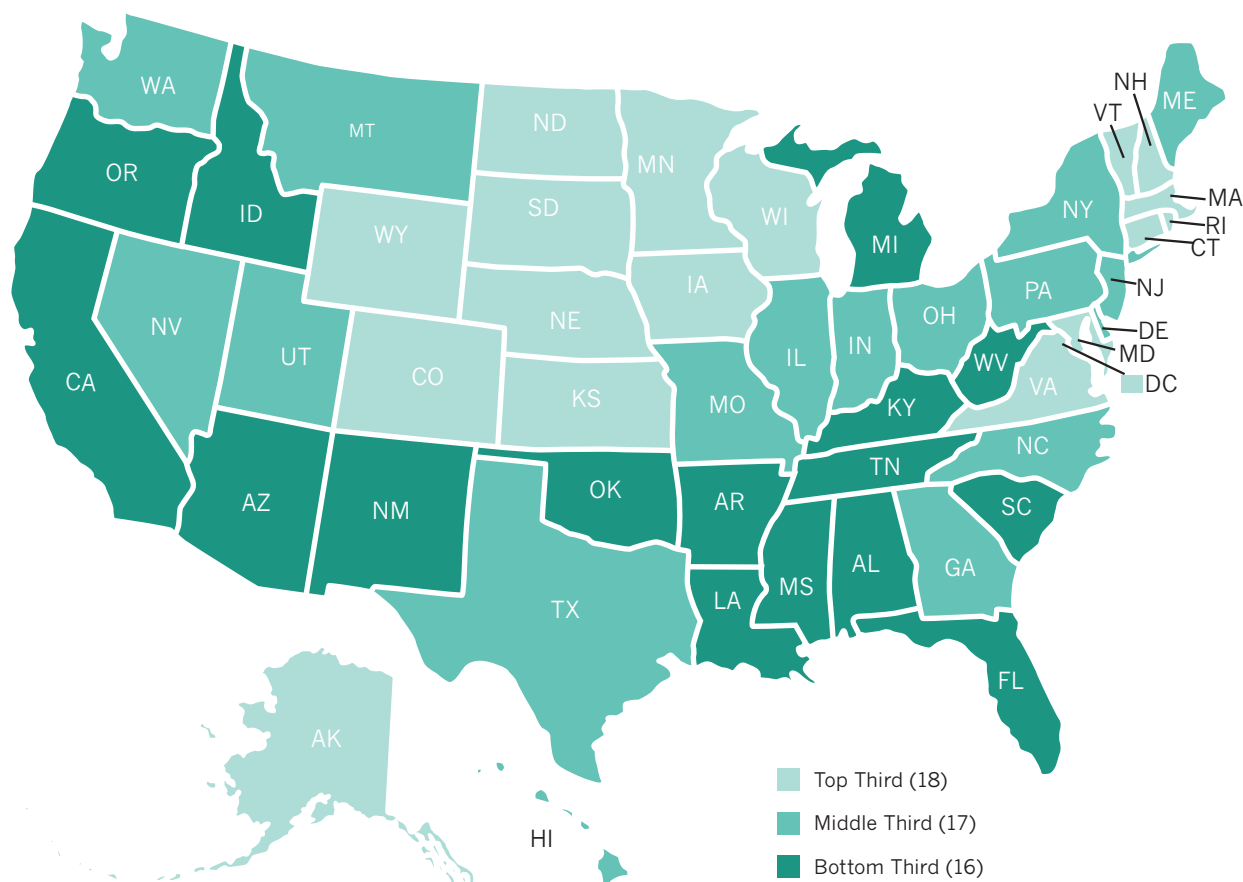 NH
ME
VT
WA
MT
ND
MN
OR
SD
WI
NY
MA
ID
WY
RI
MI
CT
IA
PA
NJ
NV
NE
OH
UT
IL
IN
DE
CO
MD
CA
WV
DC
KS
MO
KY
VA
NC
TN
OK
AR
SC
AZ
NM
AL
GA
MS
LA
TX
FL
AK
HI
Top Third (18)
Middle Third (17)
Bottom Third (16)